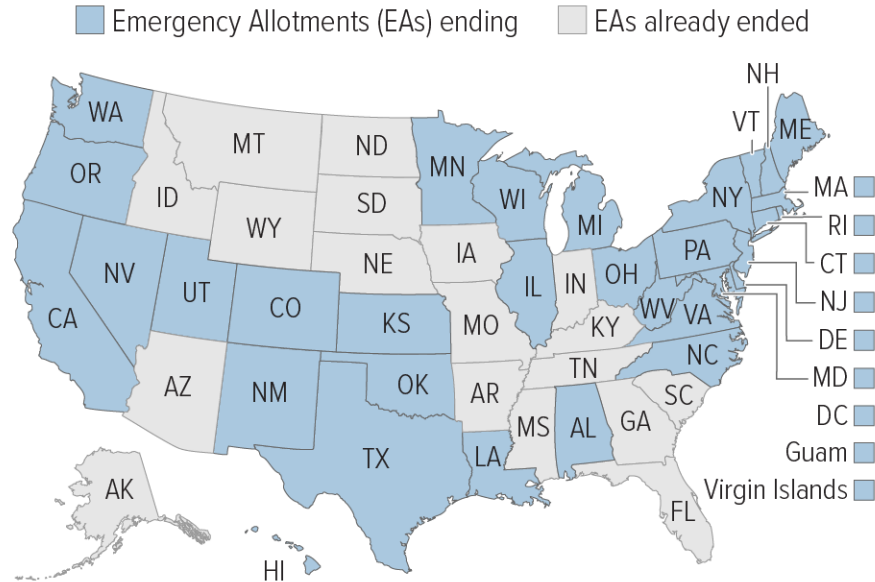 Emergency Allotments (EAs) ending
EAs already ended
NH
VT
ME
WA
MT
ND
MN
OR
ID
SD
WI
MI
NY
MA
WY
RI
IA
PA
NE
CT
NV
IL
IN
OH
UT
NJ
CO
WV
CA
KS
MO
VA
KY
DE
NC
TN
MD
AZ
NM
OK
AR
SC
MS
AL
GA
DC
TX
LA
Guam
AK
Virgin Islands
FL
HI